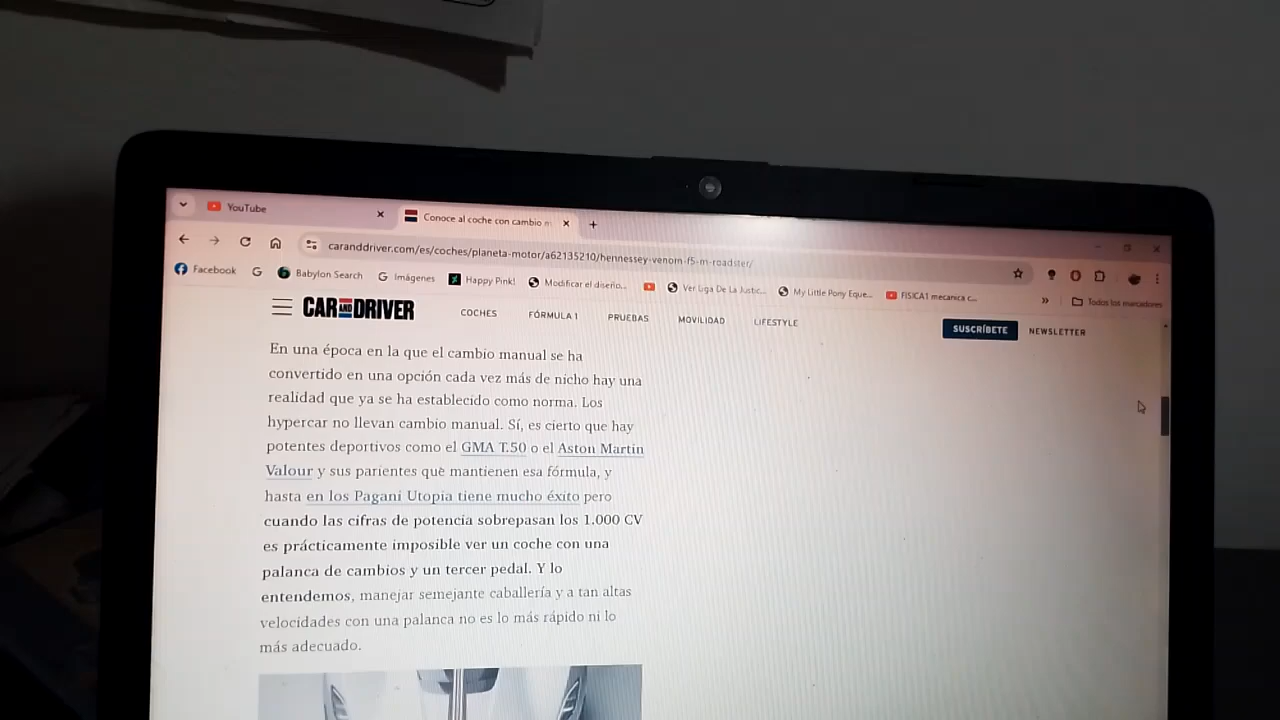 YouTube
Conoce al coche con cambio m
caranddriver.com/es/coches/planeta-motor/a62135210/hennessey-venom-f5-m-roadster/
Facebook
Babylon Search
Imágenes
Happy Pink!
Modificar el diseño...
Ver Liga De La Justic...
My Little Pony Eque...
FISICA1 mecanica c...
»
Todos los marcadores
CAR AND DRIVER
COCHES
FÓRMULA 1
PRUEBAS
MOVILIDAD
LIFESTYLE
SUSCRÍBETE
NEWSLETTER
En una época en la que el cambio manual se ha
convertido en una opción cada vez más de nicho hay una
realidad que ya se ha establecido como norma. Los
hypercar no llevan cambio manual. Sí, es cierto que hay
potentes deportivos como el GMA T.50 o el Aston Martin
Valour y sus parientes que mantienen esa fórmula, y
hasta en los Pagani Utopia tiene mucho éxito pero
cuando las cifras de potencia sobrepasan los 1.000 CV
es prácticamente imposible ver un coche con una
palanca de cambios y un tercer pedal. Y lo
entendemos, manejar semejante caballería y a tan altas
velocidades con una palanca no es lo más rápido ni lo
más adecuado.